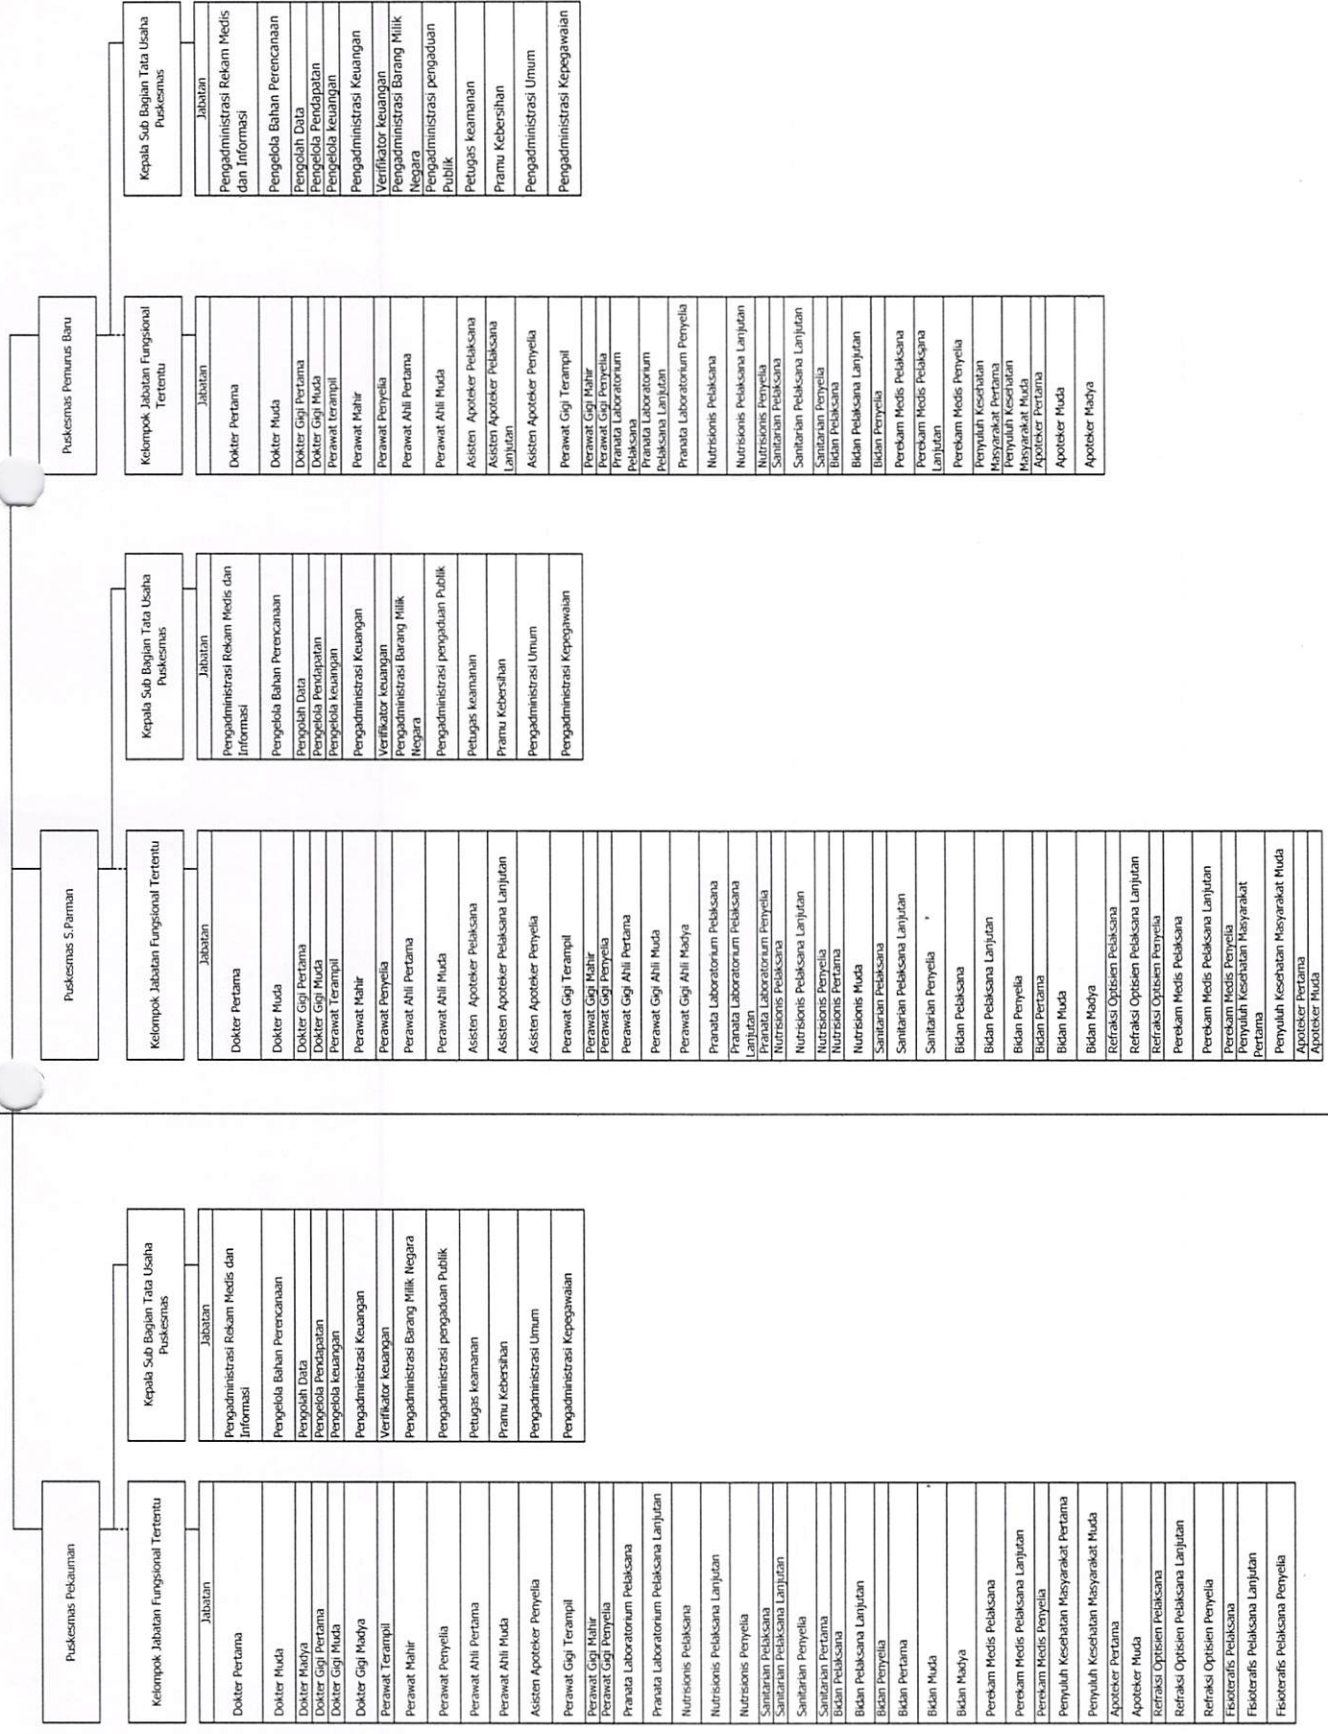 Puskesmas Pekauman
Kelompok Jabatan Fungsional Tertentu
Jabatan
Dokter Pertama
Dokter Muda
Dokter Madya
Dokter Gigi Pertama
Dokter Gigi Muda
Dokter Gigi Madya
Perawat Terampil
Perawat Mahir
Perawat Penyelia
Perawat Ahli Pertama
Perawat Ahli Muda
Asisten Apoteker Penyelia
Perawat Gigi Terampil
Perawat Gigi Mahir
Perawat Gigi Penyelia
Pranata Laboratorium Pelaksana
Pranata Laboratorium Pelaksana Lanjutan
Nutrisionis Pelaksana
Nutrisionis Pelaksana Lanjutan
Nutrisionis Penyelia
Sanitarian Pelaksana
Sanitarian Pelaksana Lanjutan
Sanitarian Penyelia
Sanitarian Pertama
Bidan Pelaksana
Bidan Pelaksana Lanjutan
Bidan Penyelia
Bidan Pertama
Bidan Muda
Bidan Madya
Perekam Medis Pelaksana
Perekam Medis Pelaksana Lanjutan
Perekam Medis Penyelia
Penyuluh Kesehatan Masyarakat Pertama
Penyuluh Kesehatan Masyarakat Muda
Apoteker Pertama
Apoteker Muda
Refraksi Optisien Pelaksana
Refraksi Optisien Pelaksana Lanjutan
Refraksi Optisien Penyelia
Fisioterafis Pelaksana
Fisioterafis Pelaksana Lanjutan
Fisioterafis Pelaksana Penyelia
Kepala Sub Bagian Tata Usaha
Puskesmas
Jabatan
Pengadministrasi Rekam Medis dan
Informasi
Pengelola Bahan Perencanaan
Pengolah Data
Pengelola Pendapatan
Pengelola keuangan
Pengadministrasi Keuangan
Verifikator keuangan
Pengadministrasi Barang Milik Negara
Pengadministrasi pengaduan Publik
Petugas keamanan
Pramu Kebersihan
Pengadministrasi Umum
Pengadministrasi Kepegawaian
Puskesmas S.Parman
Kelompok Jabatan Fungsional Tertentu
Jabatan
Dokter Pertama
Dokter Muda
Dokter Gigi Pertama
Dokter Gigi Muda
Perawat Terampil
Perawat Mahir
Perawat Penyelia
Perawat Ahli Pertama
Perawat Ahli Muda
Asisten Apoteker Pelaksana
Asisten Apoteker Pelaksana Lanjutan
Asisten Apoteker Penyelia
Perawat Gigi Terampil
Perawat Gigi Mahir
Perawat Gigi Penyelia
Perawat Gigi Ahli Pertama
Perawat Gigi Ahli Muda
Perawat Gigi Ahli Madya
Pranata Laboratorium Pelaksana
Pranata Laboratorium Pelaksana
Lanjutan
Pranata Laboratorium Penyelia
Nutrisionis Pelaksana
Nutrisionis Pelaksana Lanjutan
Nutrisionis Penyelia
Nutrisionis Pertama
Nutrisionis Muda
Sanitarian Pelaksana
Sanitarian Pelaksana Lanjutan
Sanitarian Penyelia
Bidan Pelaksana
Bidan Pelaksana Lanjutan
Bidan Penyelia
Bidan Pertama
Bidan Muda
Bidan Madya
Refraksi Optisien Pelaksana
Refraksi Optisien Pelaksana Lanjutan
Refraksi Optisien Penyelia
Perekam Medis Pelaksana
Perekam Medis Pelaksana Lanjutan
Perekam Medis Penyelia
Penyuluh Kesehatan Masyarakat
Pertama
Penyuluh Kesehatan Masyarakat Muda
Apoteker Pertama
Apoteker Muda
Kepala Sub Bagian Tata Usaha
Puskesmas
Jabatan
Pengadministrasi Rekam Medis dan
Informasi
Pengelola Bahan Perencanaan
Pengolah Data
Pengelola Pendapatan
Pengelola keuangan
Pengadministrasi Keuangan
Verifikator keuangan
Pengadministrasi Barang Milik
Negara
Pengadministrasi pengaduan Publik
Petugas keamanan
Pramu Kebersihan
Pengadministrasi Umum
Pengadministrasi Kepegawaian
Puskesmas Pemurus Baru
Kelompok Jabatan Fungsional
Tertentu
Jabatan
Dokter Pertama
Dokter Muda
Dokter Gigi Pertama
Dokter Gigi Muda
Perawat terampil
Perawat Mahir
Perawat Penyelia
Perawat Ahli Pertama
Perawat Ahli Muda
Asisten Apoteker Pelaksana
Asisten Apoteker Pelaksana
Lanjutan
Asisten Apoteker Penyelia
Perawat Gigi Terampil
Perawat Gigi Mahir
Perawat Gigi Penyelia
Pranata Laboratorium
Pelaksana
Pranata Laboratorium
Pelaksana Lanjutan
Pranata Laboratorium Penyelia
Nutrisionis Pelaksana
Nutrisionis Pelaksana Lanjutan
Nutrisionis Penyelia
Sanitarian Pelaksana
Sanitarian Pelaksana Lanjutan
Sanitarian Penyelia
Bidan Pelaksana
Bidan Pelaksana Lanjutan
Bidan Penyelia
Perekam Medis Pelaksana
Perekam Medis Pelaksana
Lanjutan
Perekam Medis Penyelia
Penyuluh Kesehatan
Masyarakat Pertama
Penyuluh Kesehatan
Masyarakat Muda
Apoteker Pertama
Apoteker Muda
Apoteker Madya
Kepala Sub Bagian Tata Usaha
Puskesmas
Jabatan
Pengadministrasi Rekam Medis
dan Informasi
Pengelola Bahan Perencanaan
Pengolah Data
Pengelola Pendapatan
Pengelola keuangan
Pengadministrasi Keuangan
Verifikator keuangan
Pengadministrasi Barang Milik
Negara
Pengadministrasi pengaduan
Publik
Petugas keamanan
Pramu Kebersihan
Pengadministrasi Umum
Pengadministrasi Kepegawaian